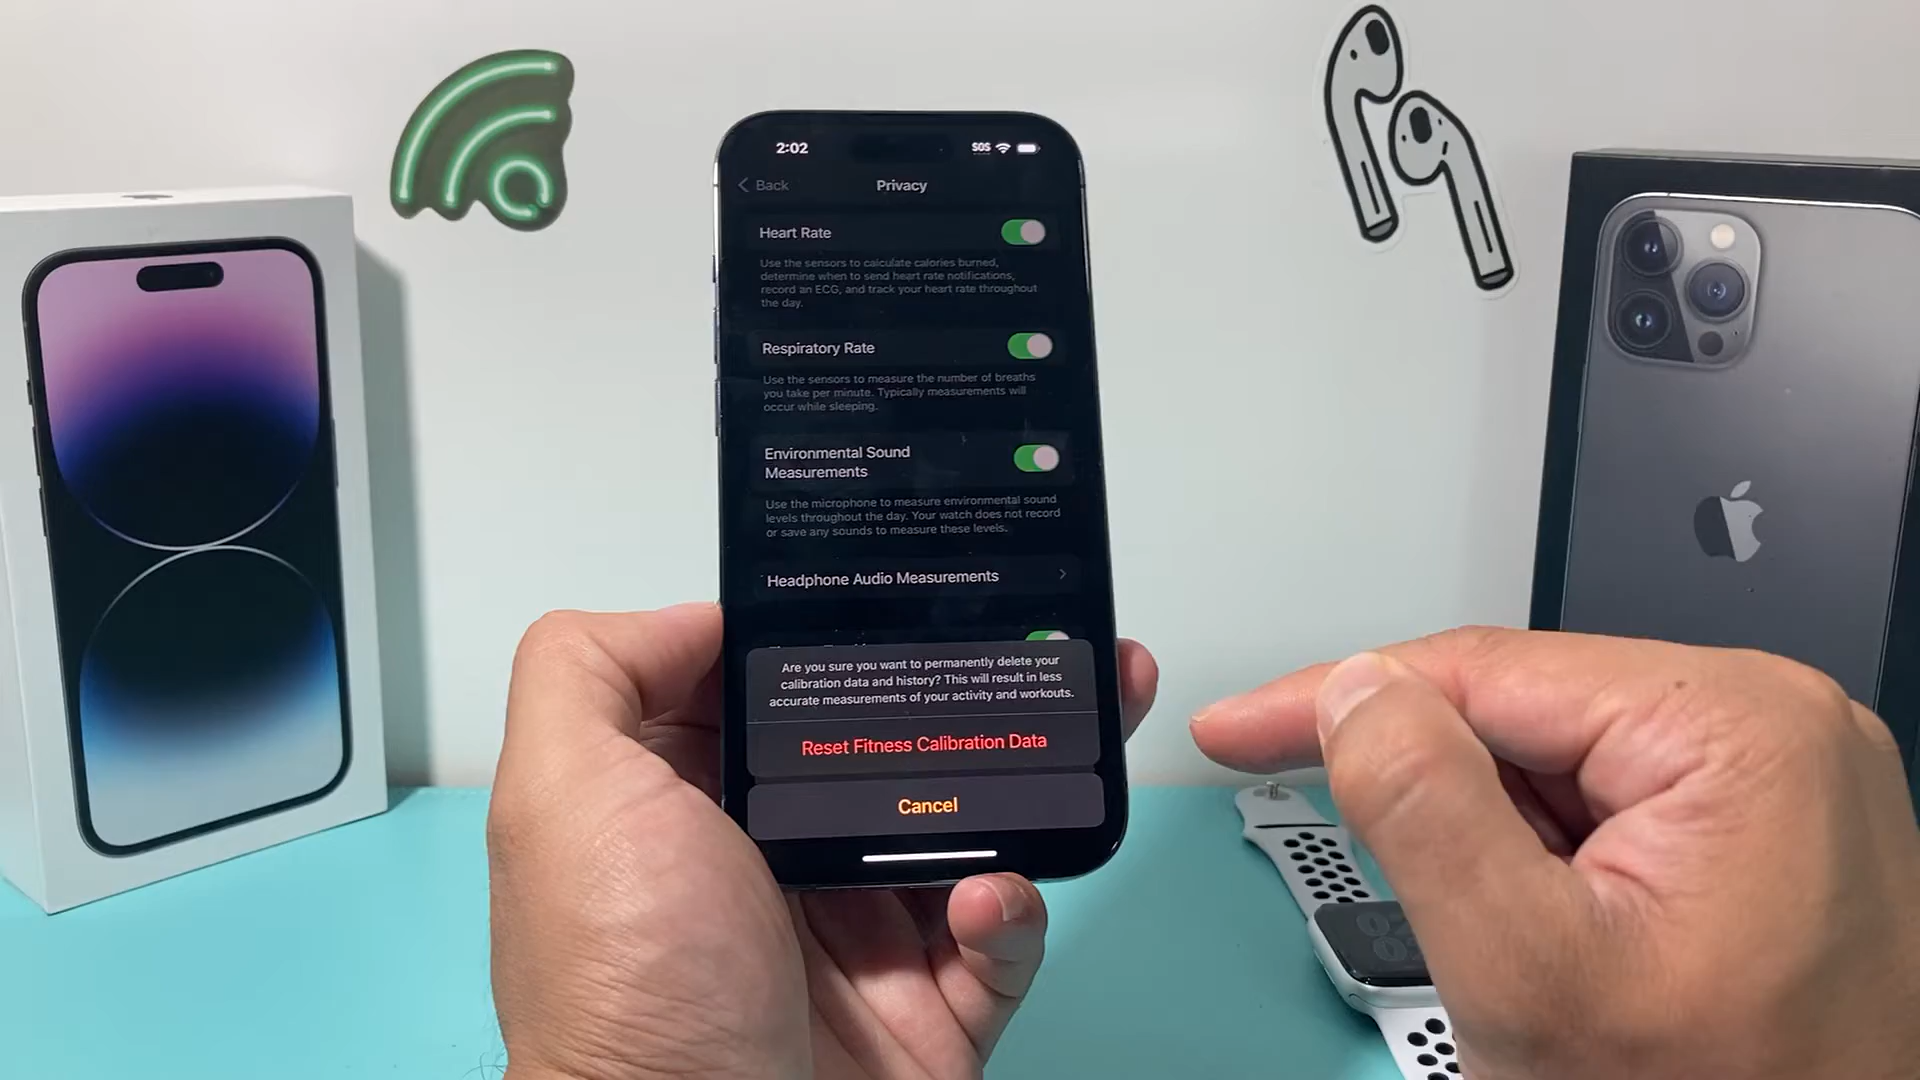 2:02
SOS
Back
Privacy
Heart Rate
Use the sensors to calculate calories burned,
determine when to send heart rate notifications,
record an ECG, and track your heart rate throughout
the day.
Respiratory Rate
Use the sensors to measure the number of breaths
you take per minute. Typically measurements will
occur while sleeping.
Environmental Sound
Measurements
Use the microphone to measure environmental sound
levels throughout the day. Your watch does not record
or save any sounds to measure these levels.
Headphone Audio Measurements
Are you sure you want to permanently delete your
calibration data and history? This will result in less
accurate measurements of your activity and workouts.
Reset Fitness Calibration Data
Cancel